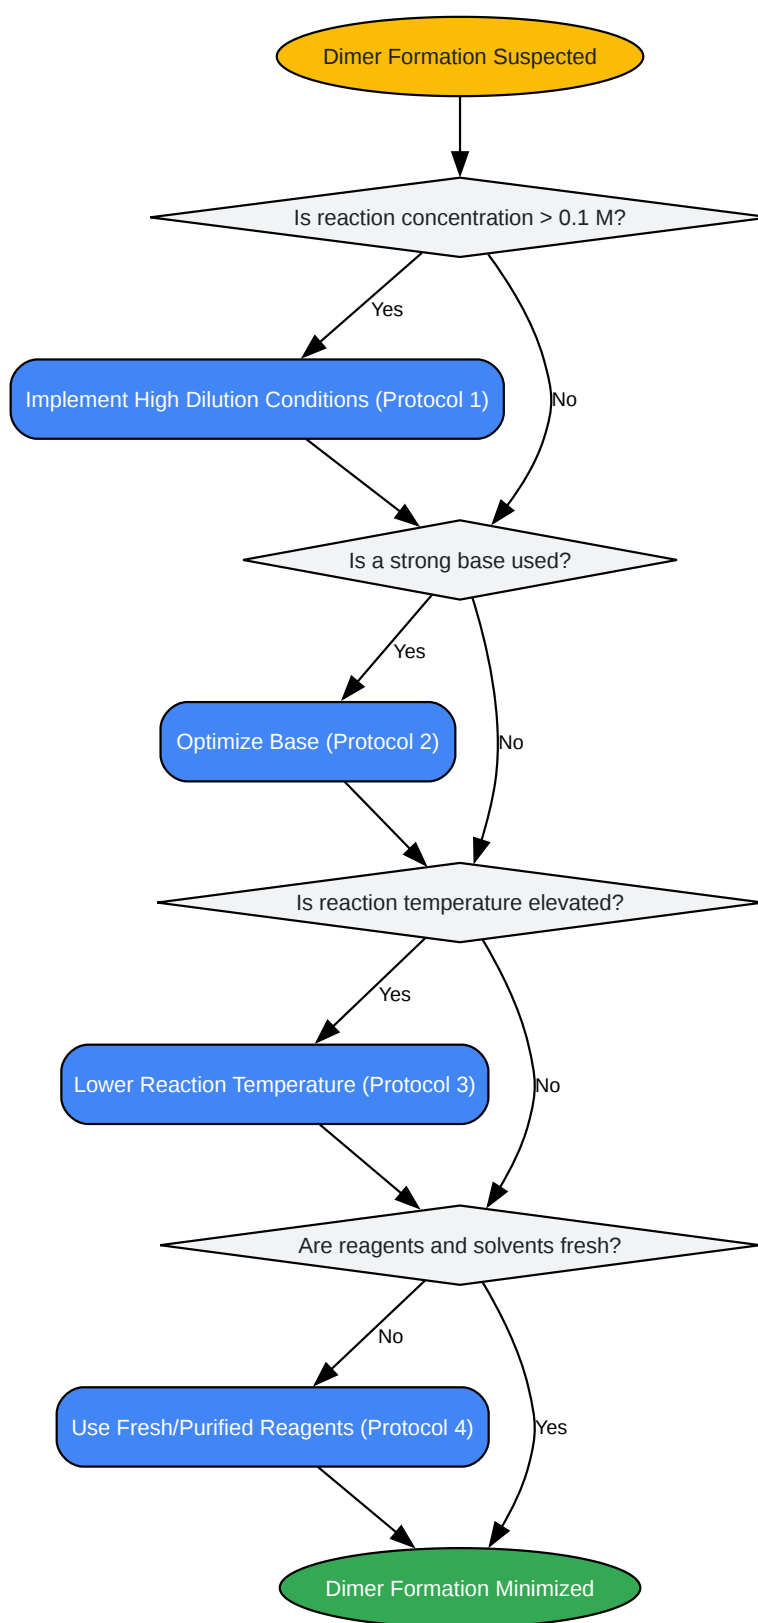 Dimer Formation Suspected
Is reaction concentration > 0.1 M?
Yes
Implement High Dilution Conditions (Protocol 1)
No
Is a strong base used?
Yes
Optimize Base (Protocol 2)
No
Is reaction temperature elevated?
Yes
Lower Reaction Temperature (Protocol 3)
No
Are reagents and solvents fresh?
No
Use Fresh/Purified Reagents (Protocol 4)
Yes
Dimer Formation Minimized